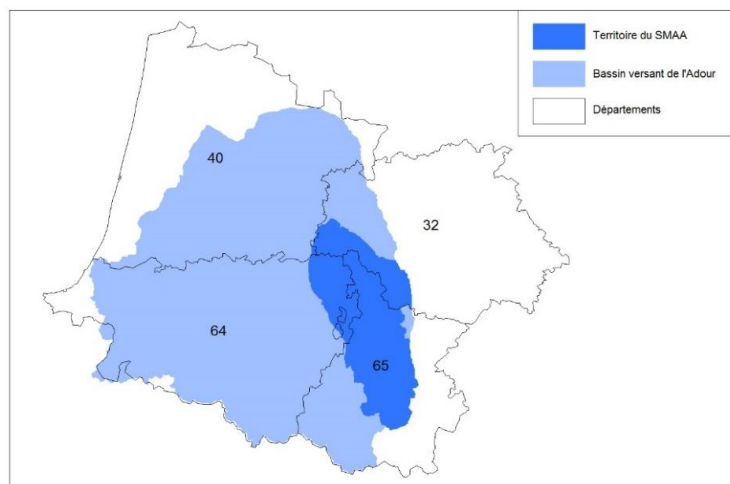 Territoire du SMAA
Bassin versant de l'Adour
Départements
40
32
64
65